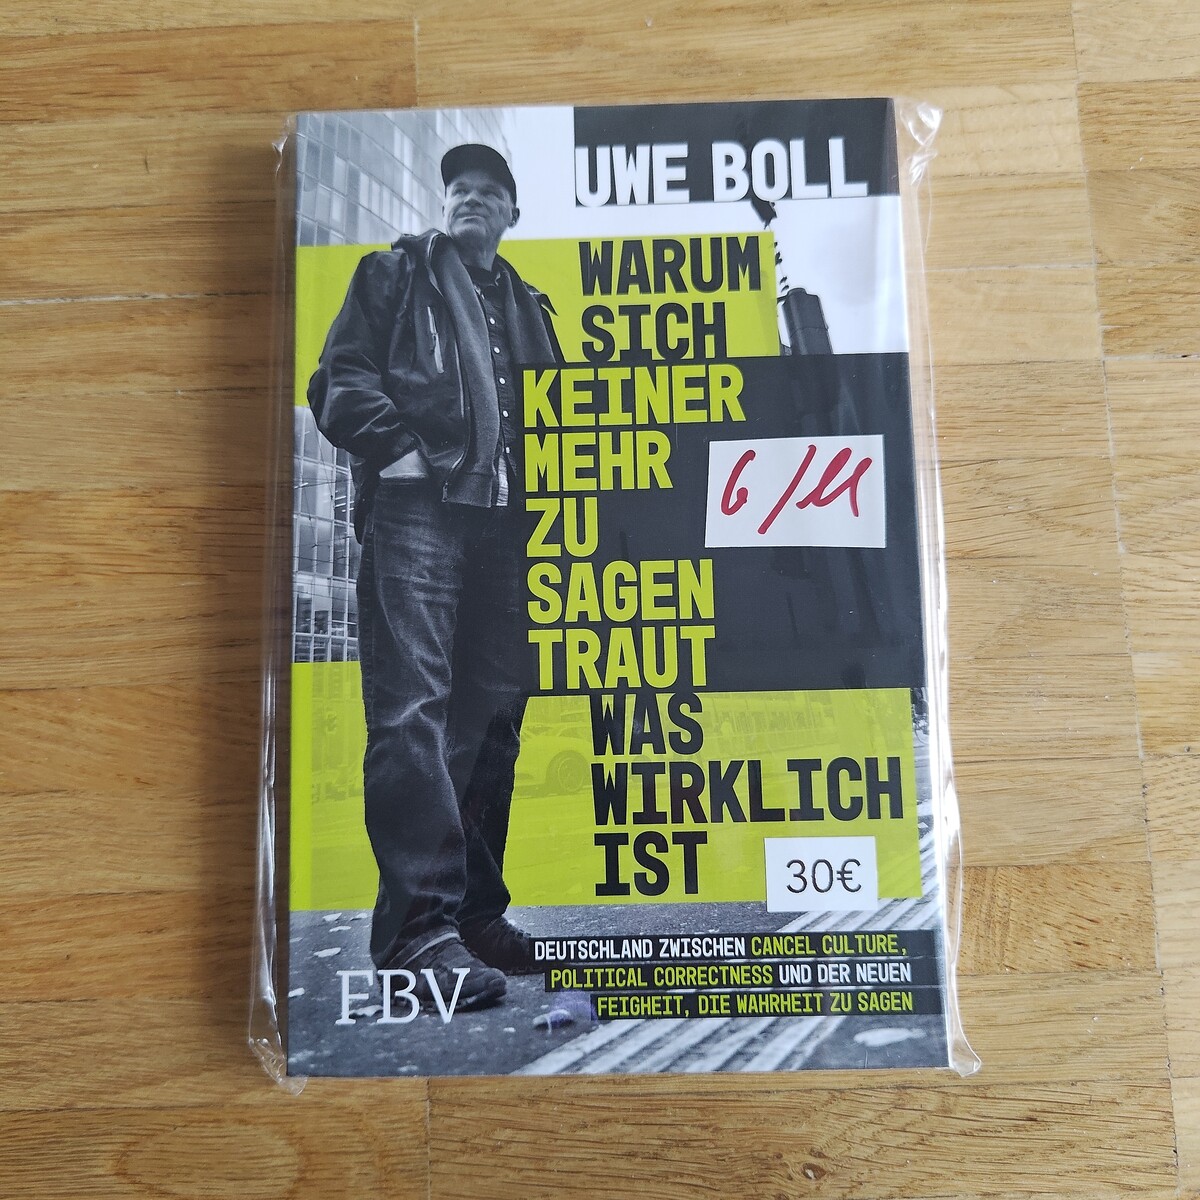 UWE BOLL
WARUM
SICH
KEINER
MEHR
ZU
SAGEN
TRAUT
WAS
WIRKLICH
IST
30€
DEUTSCHLAND ZWISCHEN CANCEL CULTURE,
POLITICAL CORRECTNESS UND DER NEUEN
FEIGHEIT, DIE WAHRHEIT ZU SAGEN
FBV